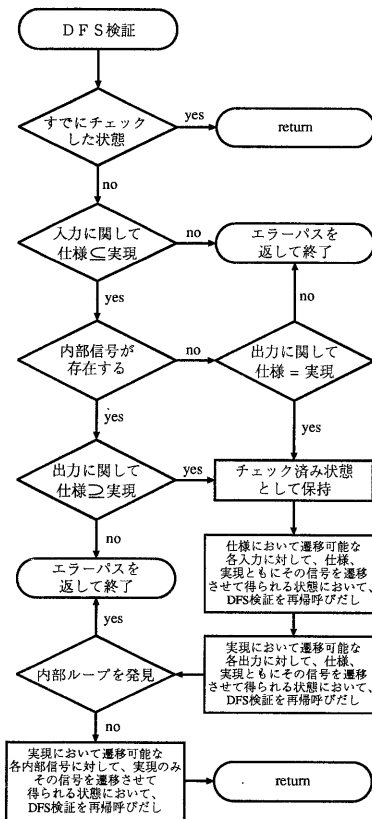 DFS検証
すでにチェック
した状態
yes
return
no
入力に関して
仕様⊆実現
no
エラーパスを
返して終了
yes
no
内部信号が
存在する
no
出力に関して
仕様 = 実現
yes
yes
出力に関して
仕様⊇実現
yes
チェック済み状態
として保持
no
仕様において遷移可能な
各入力に対して、仕様、
実現ともにその信号を遷移
させて得られる状態において、
DFS検証を再帰呼びだし
エラーパスを
返して終了
yes
実現において遷移可能な
各出力に対して、仕様、
実現ともにその信号を遷移
させて得られる状態において、
DFS検証を再帰呼びだし
内部ループを発見
no
実現において遷移可能な
各内部信号に対して、実現のみ
その信号を遷移させて
得られる状態において、
DFS検証を再帰呼びだし
return